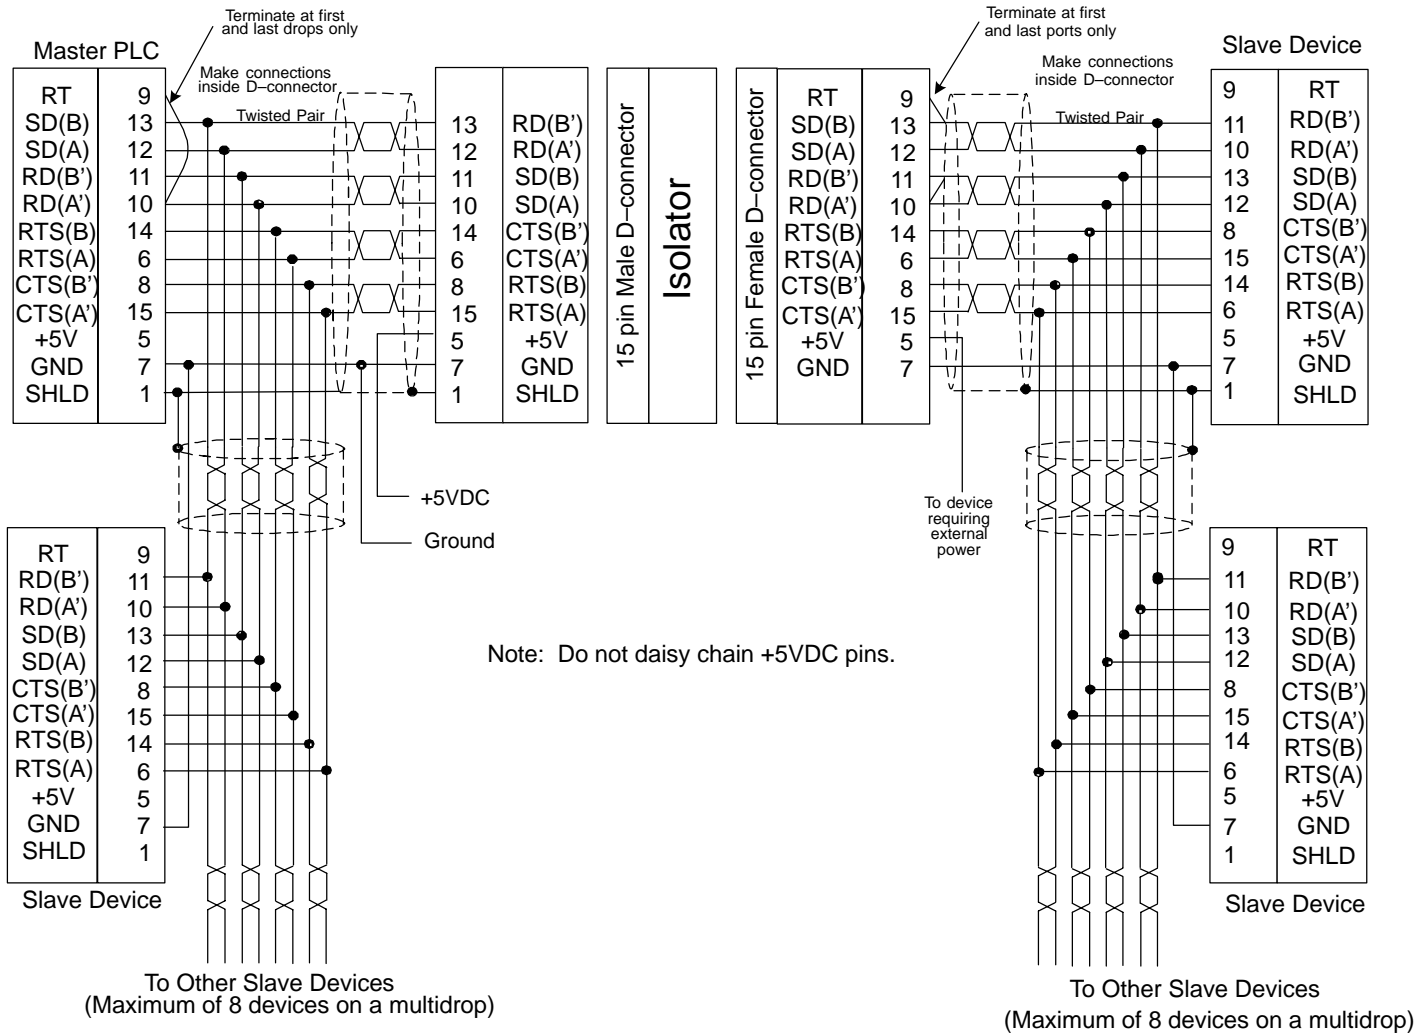 Terminate at first
and last drops only
Master PLC
Make connections
inside D–connector
Twisted Pair
RT 9
SD(B) 13
SD(A) 12
RD(B’) 11
RD(A’) 10
RTS(B) 14
RTS(A) 6
CTS(B’) 8
CTS(A’) 15
+5V 5
GND 7
SHLD 1
13 RD(B’)
12 RD(A’)
11 SD(B)
10 SD(A)
14 CTS(B’)
6 CTS(A’)
8 RTS(B)
15 RTS(A)
5 +5V
7 GND
1 SHLD
15 pin Male D–connector
Isolator
15 pin Female D–connector
Terminate at first
and last ports only
Make connections
inside D–connector
Twisted Pair
RT 9
SD(B) 13
SD(A) 12
RD(B’) 11
RD(A’) 10
RTS(B) 14
RTS(A) 6
CTS(B’) 8
CTS(A’) 15
+5V 5
GND 7
Slave Device
9 RT
11 RD(B’)
10 RD(A’)
13 SD(B)
12 SD(A)
8 CTS(B’)
15 CTS(A’)
14 RTS(B)
6 RTS(A)
5 +5V
7 GND
1 SHLD
+5VDC
Ground
To device
requiring
external
power
RT 9
RD(B’) 11
RD(A’) 10
SD(B) 13
SD(A) 12
CTS(B’) 8
CTS(A’) 15
RTS(B) 14
RTS(A) 6
+5V 5
GND 7
SHLD 1
Slave Device
Note: Do not daisy chain +5VDC pins.
9 RT
11 RD(B’)
10 RD(A’)
13 SD(B)
12 SD(A)
8 CTS(B’)
15 CTS(A’)
14 RTS(B)
6 RTS(A)
5 +5V
7 GND
1 SHLD
Slave Device
To Other Slave Devices
(Maximum of 8 devices on a multidrop)
To Other Slave Devices
(Maximum of 8 devices on a multidrop)